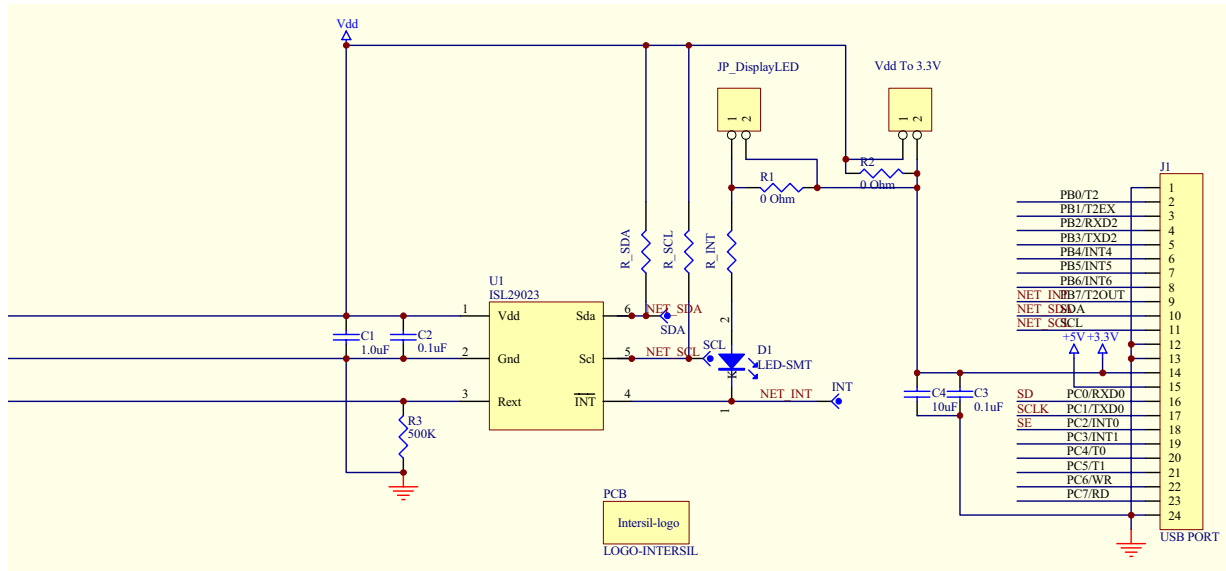 Vdd
JP_DisplayLED
Vdd To 3.3V
1 2
1 2
R1
0 Ohm
R2
0 Ohm
R_SDA
R_SCL
R_INT
U1
ISL29023
1 Vdd
2 Gnd
3 Rext
Sda 6 NET_SDA
SDA
Scl 5 NET_SCL
SCL
INT 4 NET_INT
INT
C1
1.0uF
C2
0.1uF
R3
500K
2
D1
LED-SMT
K
1
C4
10uF
C3
0.1uF
+5V +3.3V
J1
1
PB0/T2 2
PB1/T2EX 3
PB2/RXD2 4
PB3/TXD2 5
PB4/INT4 6
PB5/INT5 7
PB6/INT6 8
NET_INT PB7/T2OUT 9
NET_SDA SDA 10
NET_SCL SCL 11
12
13
14
15
SD PC0/RXD0 16
SCLK PC1/TXD0 17
SE PC2/INT0 18
PC3/INT1 19
PC4/T0 20
PC5/T1 21
PC6/WR 22
PC7/RD 23
24
USB PORT
PCB
Intersil-logo
LOGO-INTERSIL